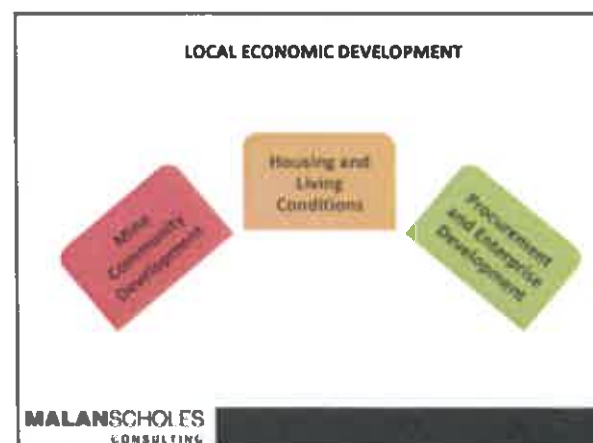 LOCAL ECONOMIC DEVELOPMENT
Mine
Community
Development
Housing and
Living
Conditions
Procurement
and Enterprise
Development
MALANSCHOLES
CONSULTING